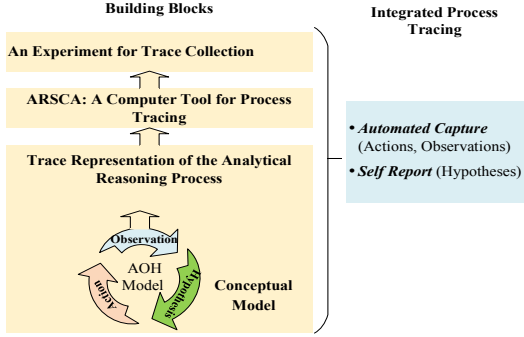 Building Blocks
An Experiment for Trace Collection
ARSCA: A Computer Tool for Process
Tracing
Trace Representation of the Analytical
Reasoning Process
Observation
AOH
Model
Hypothesis
Action
Conceptual
Model
Integrated Process
Tracing
• Automated Capture
(Actions, Observations)
• Self Report (Hypotheses)